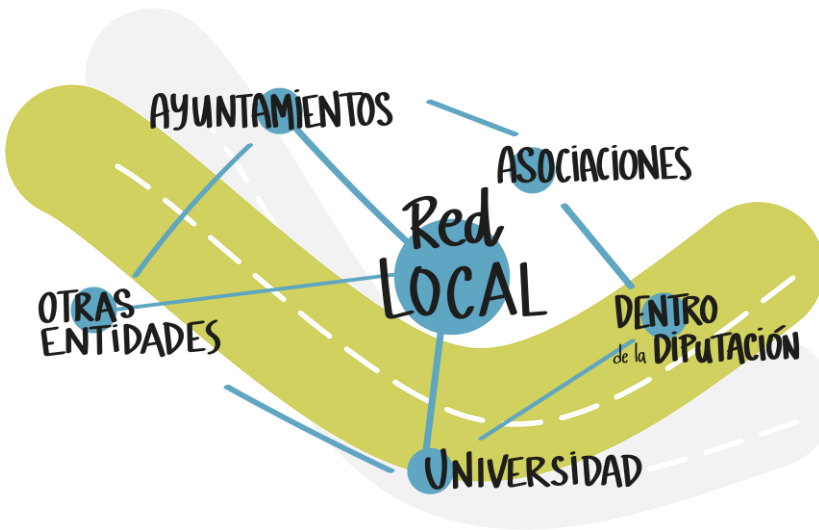 AYUNTAMIENTOS
ASOCIACIONES
Red
LOCAL
OTRAS
ENTIDADES
DENTRO
de la DIPUTACIÓN
UNIVERSIDAD